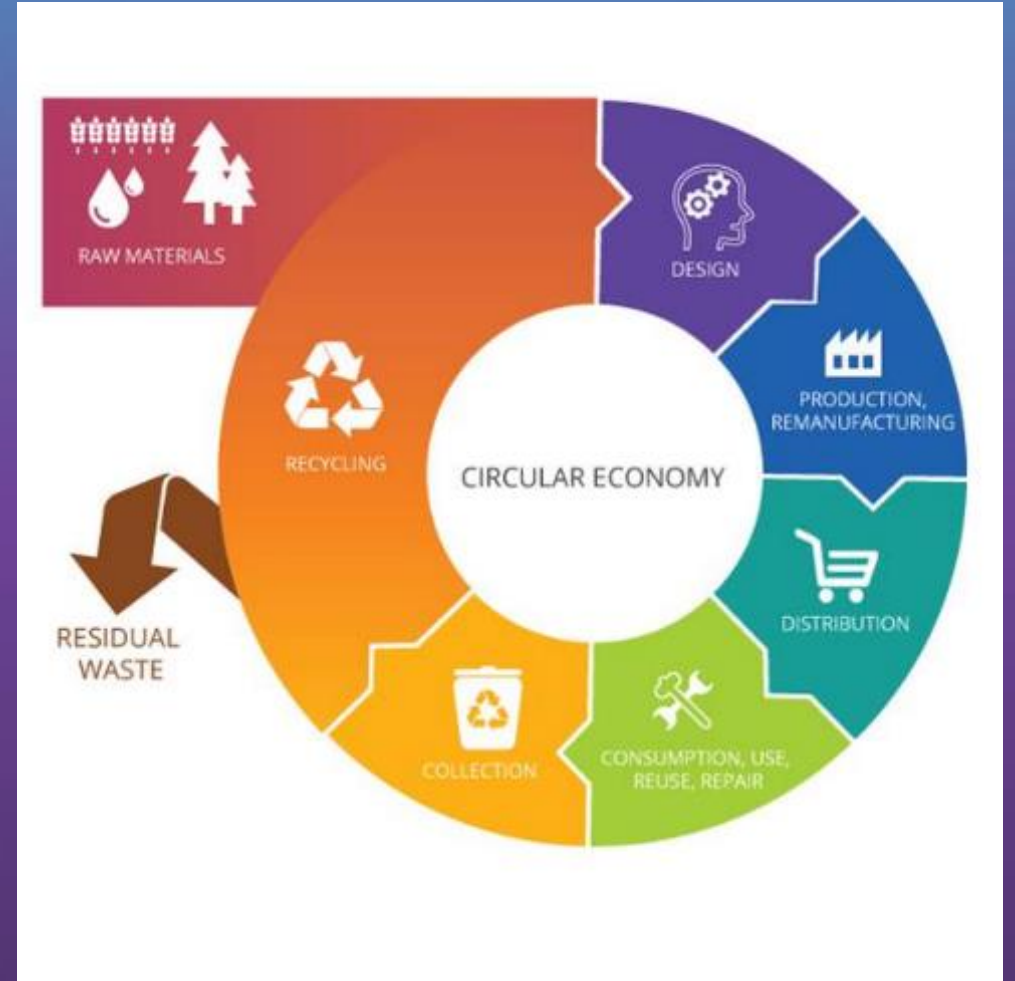 RAW MATERIALS
DESIGN
PRODUCTION,
REMANUFACTURING
RECYCLING
CIRCULAR ECONOMY
DISTRIBUTION
RESIDUAL
WASTE
COLLECTION
CONSUMPTION, USE,
REUSE, REPAIR